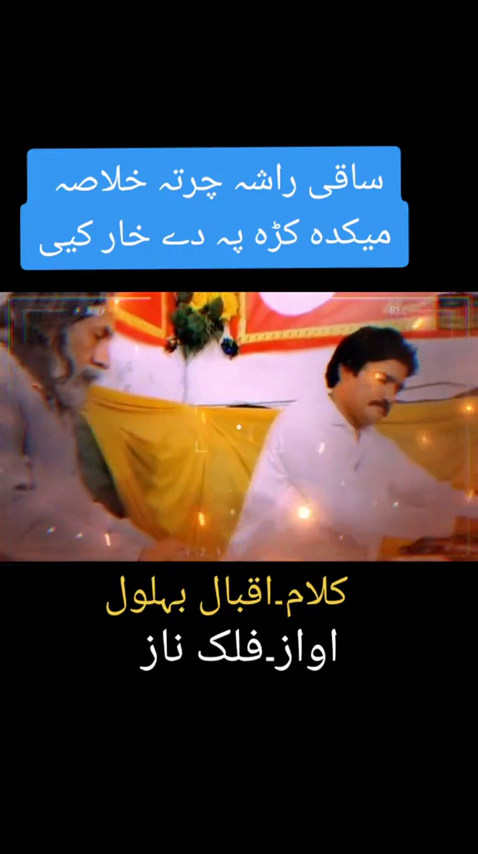 ساقی راشہ چرتہ خلاصہ
میکدہ کڑہ پہ دے خار کیی
کلام۔اقبال بہلول
اواز۔فلک ناز